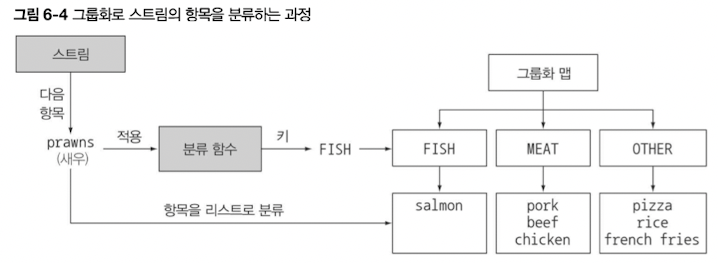 그림 6-4 그룹화로 스트림의 항목을 분류하는 과정
스트림
그룹화 맵
다음
항목
prawns
(새우)
적용
분류 함수
키
FISH
FISH
MEAT
OTHER
항목을 리스트로 분류
salmon
pork
beef
chicken
pizza
rice
french fries